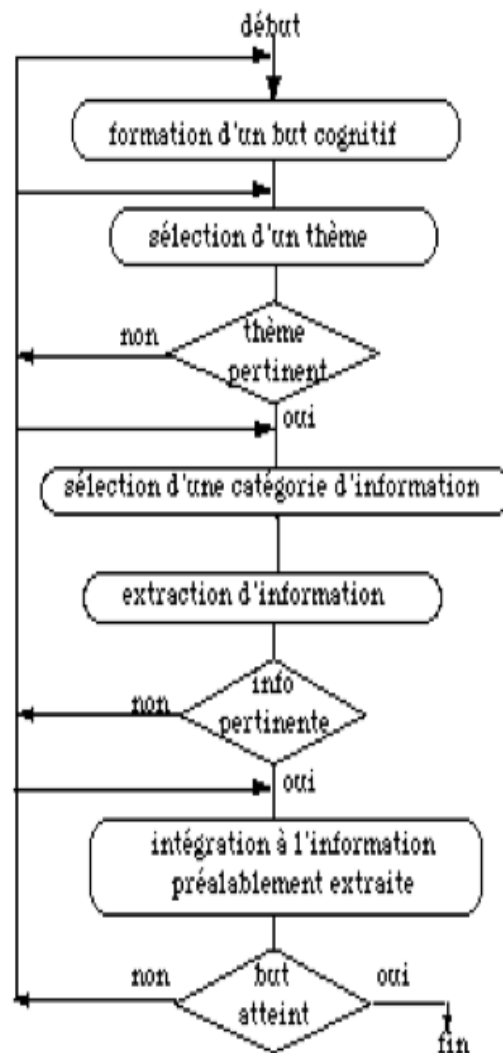 début
formation d'un but cognitif
sélection d'un thème
non
thème
pertinent
oui
sélection d'une catégorie d'information
extraction d'information
info
non
pertinente
oui
intégration à l'information
préalablement extraite
non
but
oui
atteint
fin